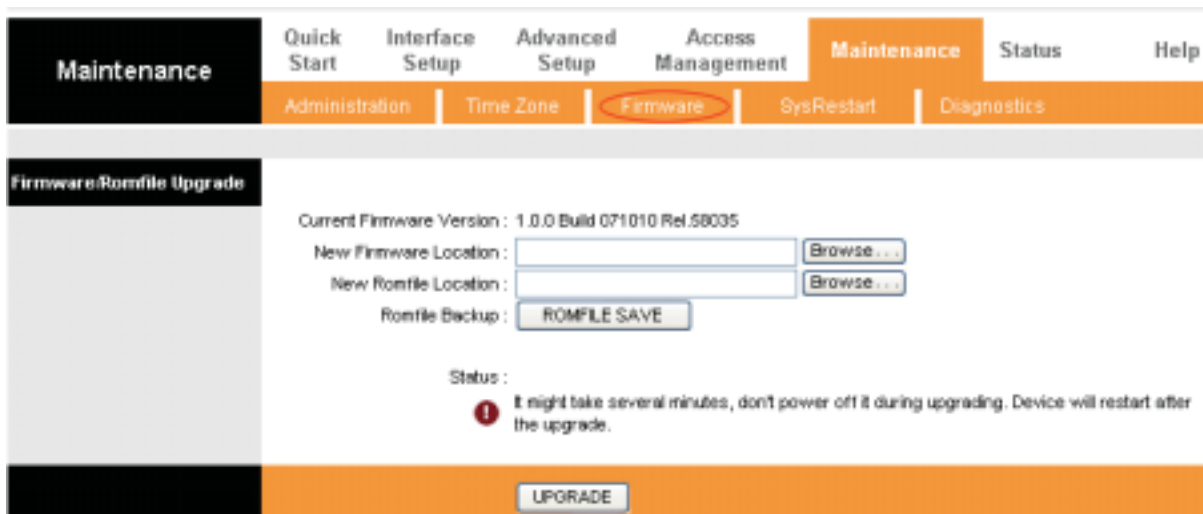 Maintenance
Quick Start
Interface Setup
Advanced Setup
Access Management
Maintenance
Status
Help
Administration
Time Zone
Firmware
SysRestart
Diagnostics
Firmware/Romfile Upgrade
Current Firmware Version : 1.0.0 Build 071010 Rel.58035
New Firmware Location : Browse...
New Romfile Location : Browse...
Romfile Backup : ROMFILE SAVE
Status :
It might take several minutes, don't power off it during upgrading. Device will restart after
the upgrade.
UPGRADE